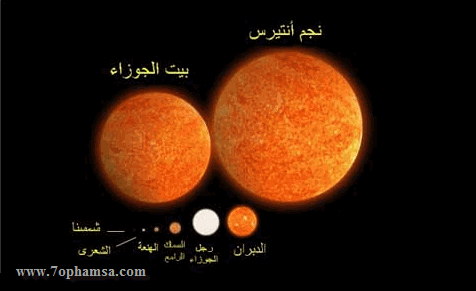 نجم أنتيرس
بيت الجوزاء
شمسنا
الشعرى
الهنعة
السماك
الرامح
رجل
الجوزاء
الدبران
www.7ophamsa.com